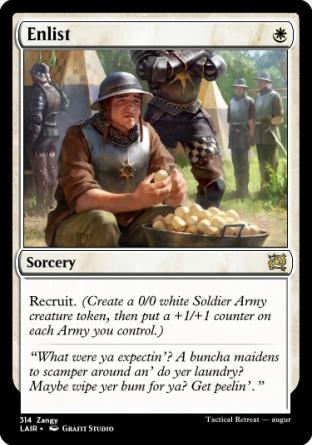 Enlist
Sorcery
Recruit. (Create a 0/0 white Soldier Army
creature token, then put a +1/+1 counter on
each Army you control.)
“What were ya expectin’? A buncha maidens
to scamper around an’ do yer laundry?
Maybe wipe yer bum for ya? Get peelin’.”
314 Zangy
Tactical Retreat — augur
LAIR • Grafit Studio